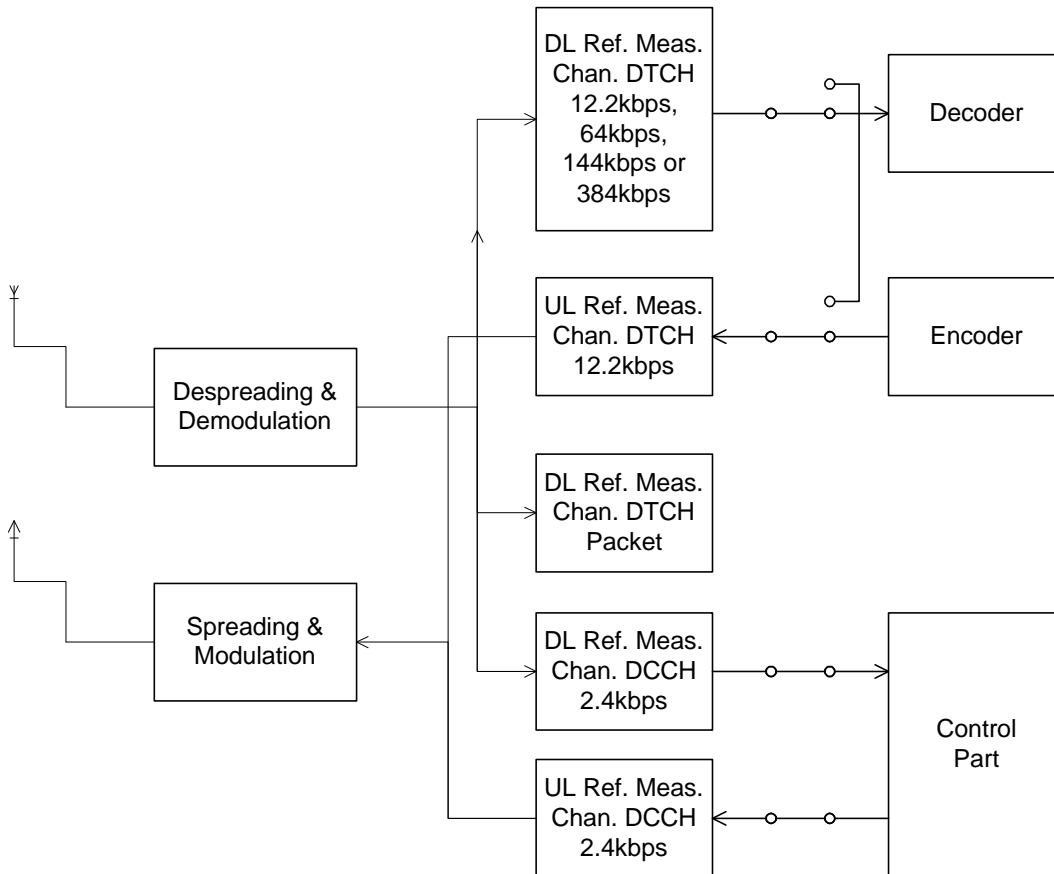 DL Ref. Meas.
Chan. DTCH
12.2kbps,
64kbps,
144kbps or
384kbps
Decoder
UL Ref. Meas.
Chan. DTCH
12.2kbps
Encoder
Despreading &
Demodulation
DL Ref. Meas.
Chan. DTCH
Packet
Spreading &
Modulation
DL Ref. Meas.
Chan. DCCH
2.4kbps
Control
Part
UL Ref. Meas.
Chan. DCCH
2.4kbps